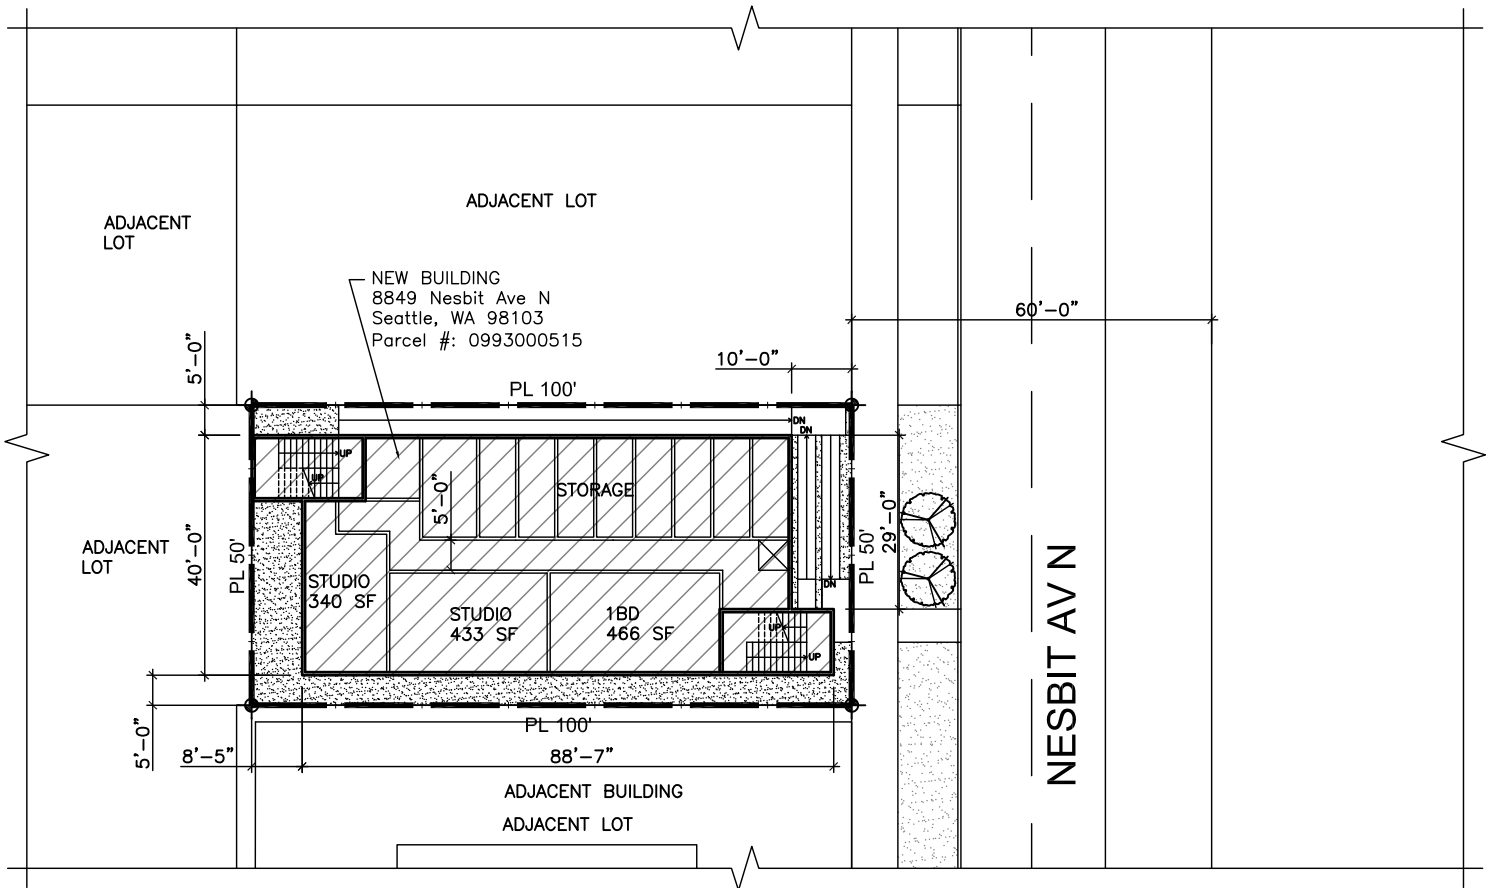 ADJACENT LOT
ADJACENT
LOT
NEW BUILDING
8849 Nesbit Ave N
Seattle, WA 98103
Parcel #: 0993000515
60'-0"
5'-0"
10'-0"
PL 100'
DN
DN
UP
UP
STORAGE
5'-0"
29'-0"
PL 50'
40'-0"
PL 50'
ADJACENT
LOT
STUDIO
340 SF
STUDIO
433 SF
1BD
466 SF
DN
UP
UP
NESBIT AV N
PL 100'
5'-0"
8'-5"
88'-7"
ADJACENT BUILDING
ADJACENT LOT